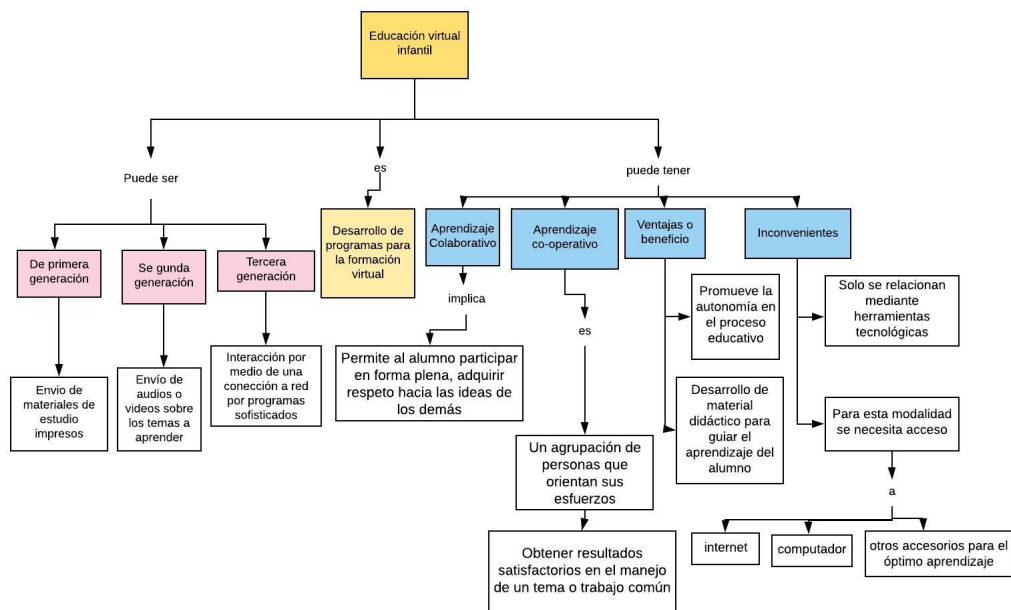 Educación virtual
infantil
Puede ser
es
puede tener
De primera
generación
Se gunda
generación
Tercera
generación
Desarrollo de
programas para
la formación
virtual
Aprendizaje
Colaborativo
Aprendizaje
co-operativo
Ventajas o
beneficio
Inconvenientes
Envio de
materiales de
estudio
impresos
Envío de
audios o
videos sobre
los temas a
aprender
Interacción por
medio de una
conección a red
por programas
sofisticados
implica
Permite al alumno participar
en forma plena, adquirir
respeto hacia las ideas de
los demás
es
Un agrupación de
personas que
orientan sus
esfuerzos
Obtener resultados
satisfactorios en el manejo
de un tema o trabajo común
Promueve la
autonomía en
el proceso
educativo
Desarrollo de
material
didáctico para
guiar el
aprendizaje del
alumno
Solo se relacionan
mediante
herramientas
tecnológicas
Para esta modalidad
se necesita acceso
a
internet
computador
otros accesorios para el
óptimo aprendizaje